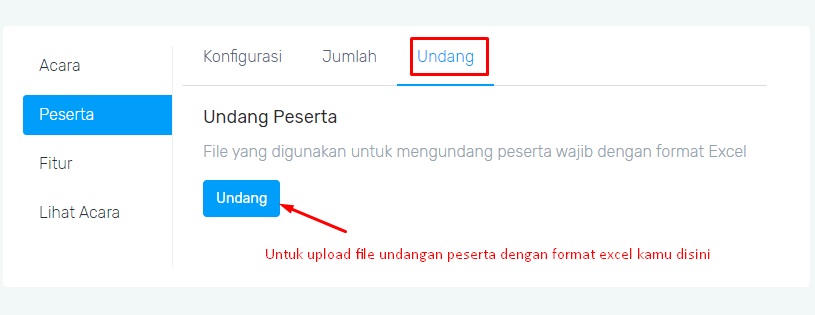 Acara
Peserta
Fitur
Lihat Acara
Konfigurasi Jumlah Undang
Undang Peserta
File yang digunakan untuk mengundang peserta wajib dengan format Excel
Undang
Untuk upload file undangan peserta dengan format excel kamu disini